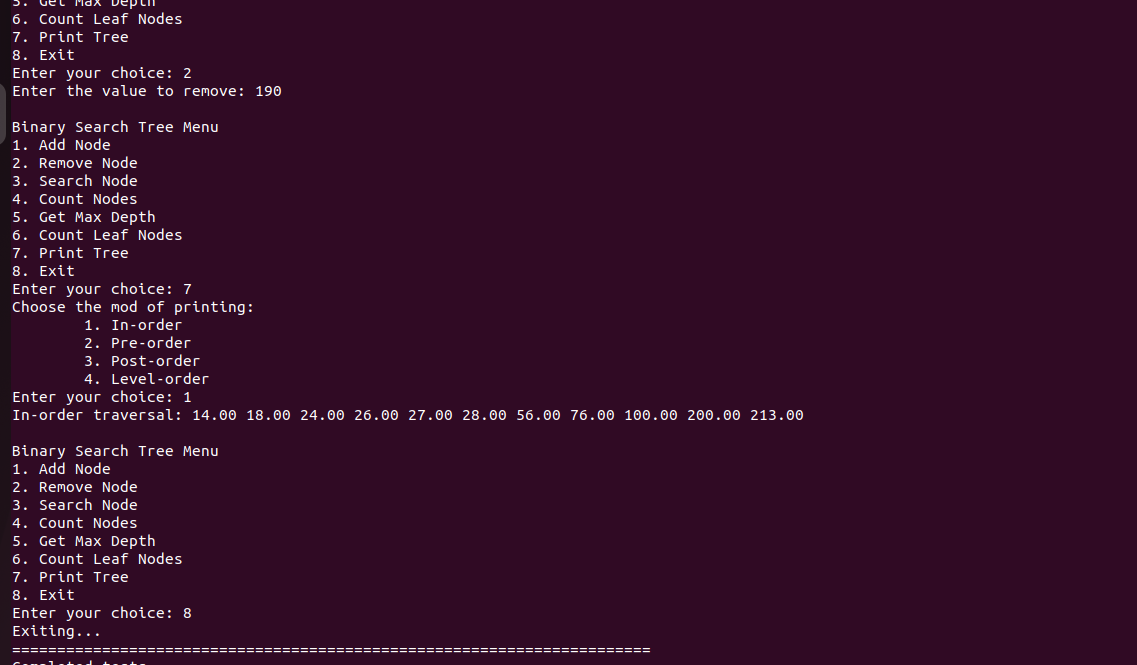 5. Get Max Depth
6. Count Leaf Nodes
7. Print Tree
8. Exit
Enter your choice: 2
Enter the value to remove: 190
Binary Search Tree Menu
1. Add Node
2. Remove Node
3. Search Node
4. Count Nodes
5. Get Max Depth
6. Count Leaf Nodes
7. Print Tree
8. Exit
Enter your choice: 7
Choose the mod of printing:
1. In-order
2. Pre-order
3. Post-order
4. Level-order
Enter your choice: 1
In-order traversal: 14.00 18.00 24.00 26.00 27.00 28.00 56.00 76.00 100.00 200.00 213.00
Binary Search Tree Menu
1. Add Node
2. Remove Node
3. Search Node
4. Count Nodes
5. Get Max Depth
6. Count Leaf Nodes
7. Print Tree
8. Exit
Enter your choice: 8
Exiting...
=======================================================================
Completed tests